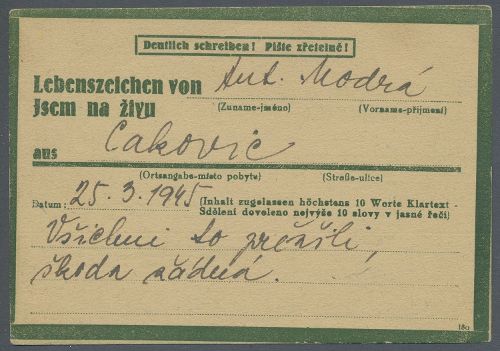 Deutlich schreiben! Pište zřetelně!
Lebenszeichen von Ant. Modrá
Jsem na živu (Zuname-jméno) (Vorname-příjmení)
aus Čakovic
(Ortsangabe-místo pobytu) (Straße-ulice)
Datum: 25.3.1945 (Inhalt zugelassen höchstens 10 Worte Klartext -
Sdělení dovoleno nejvýše 10 slovy v jasné řeči)
Všichni to přežili,
škoda žádná.
18a